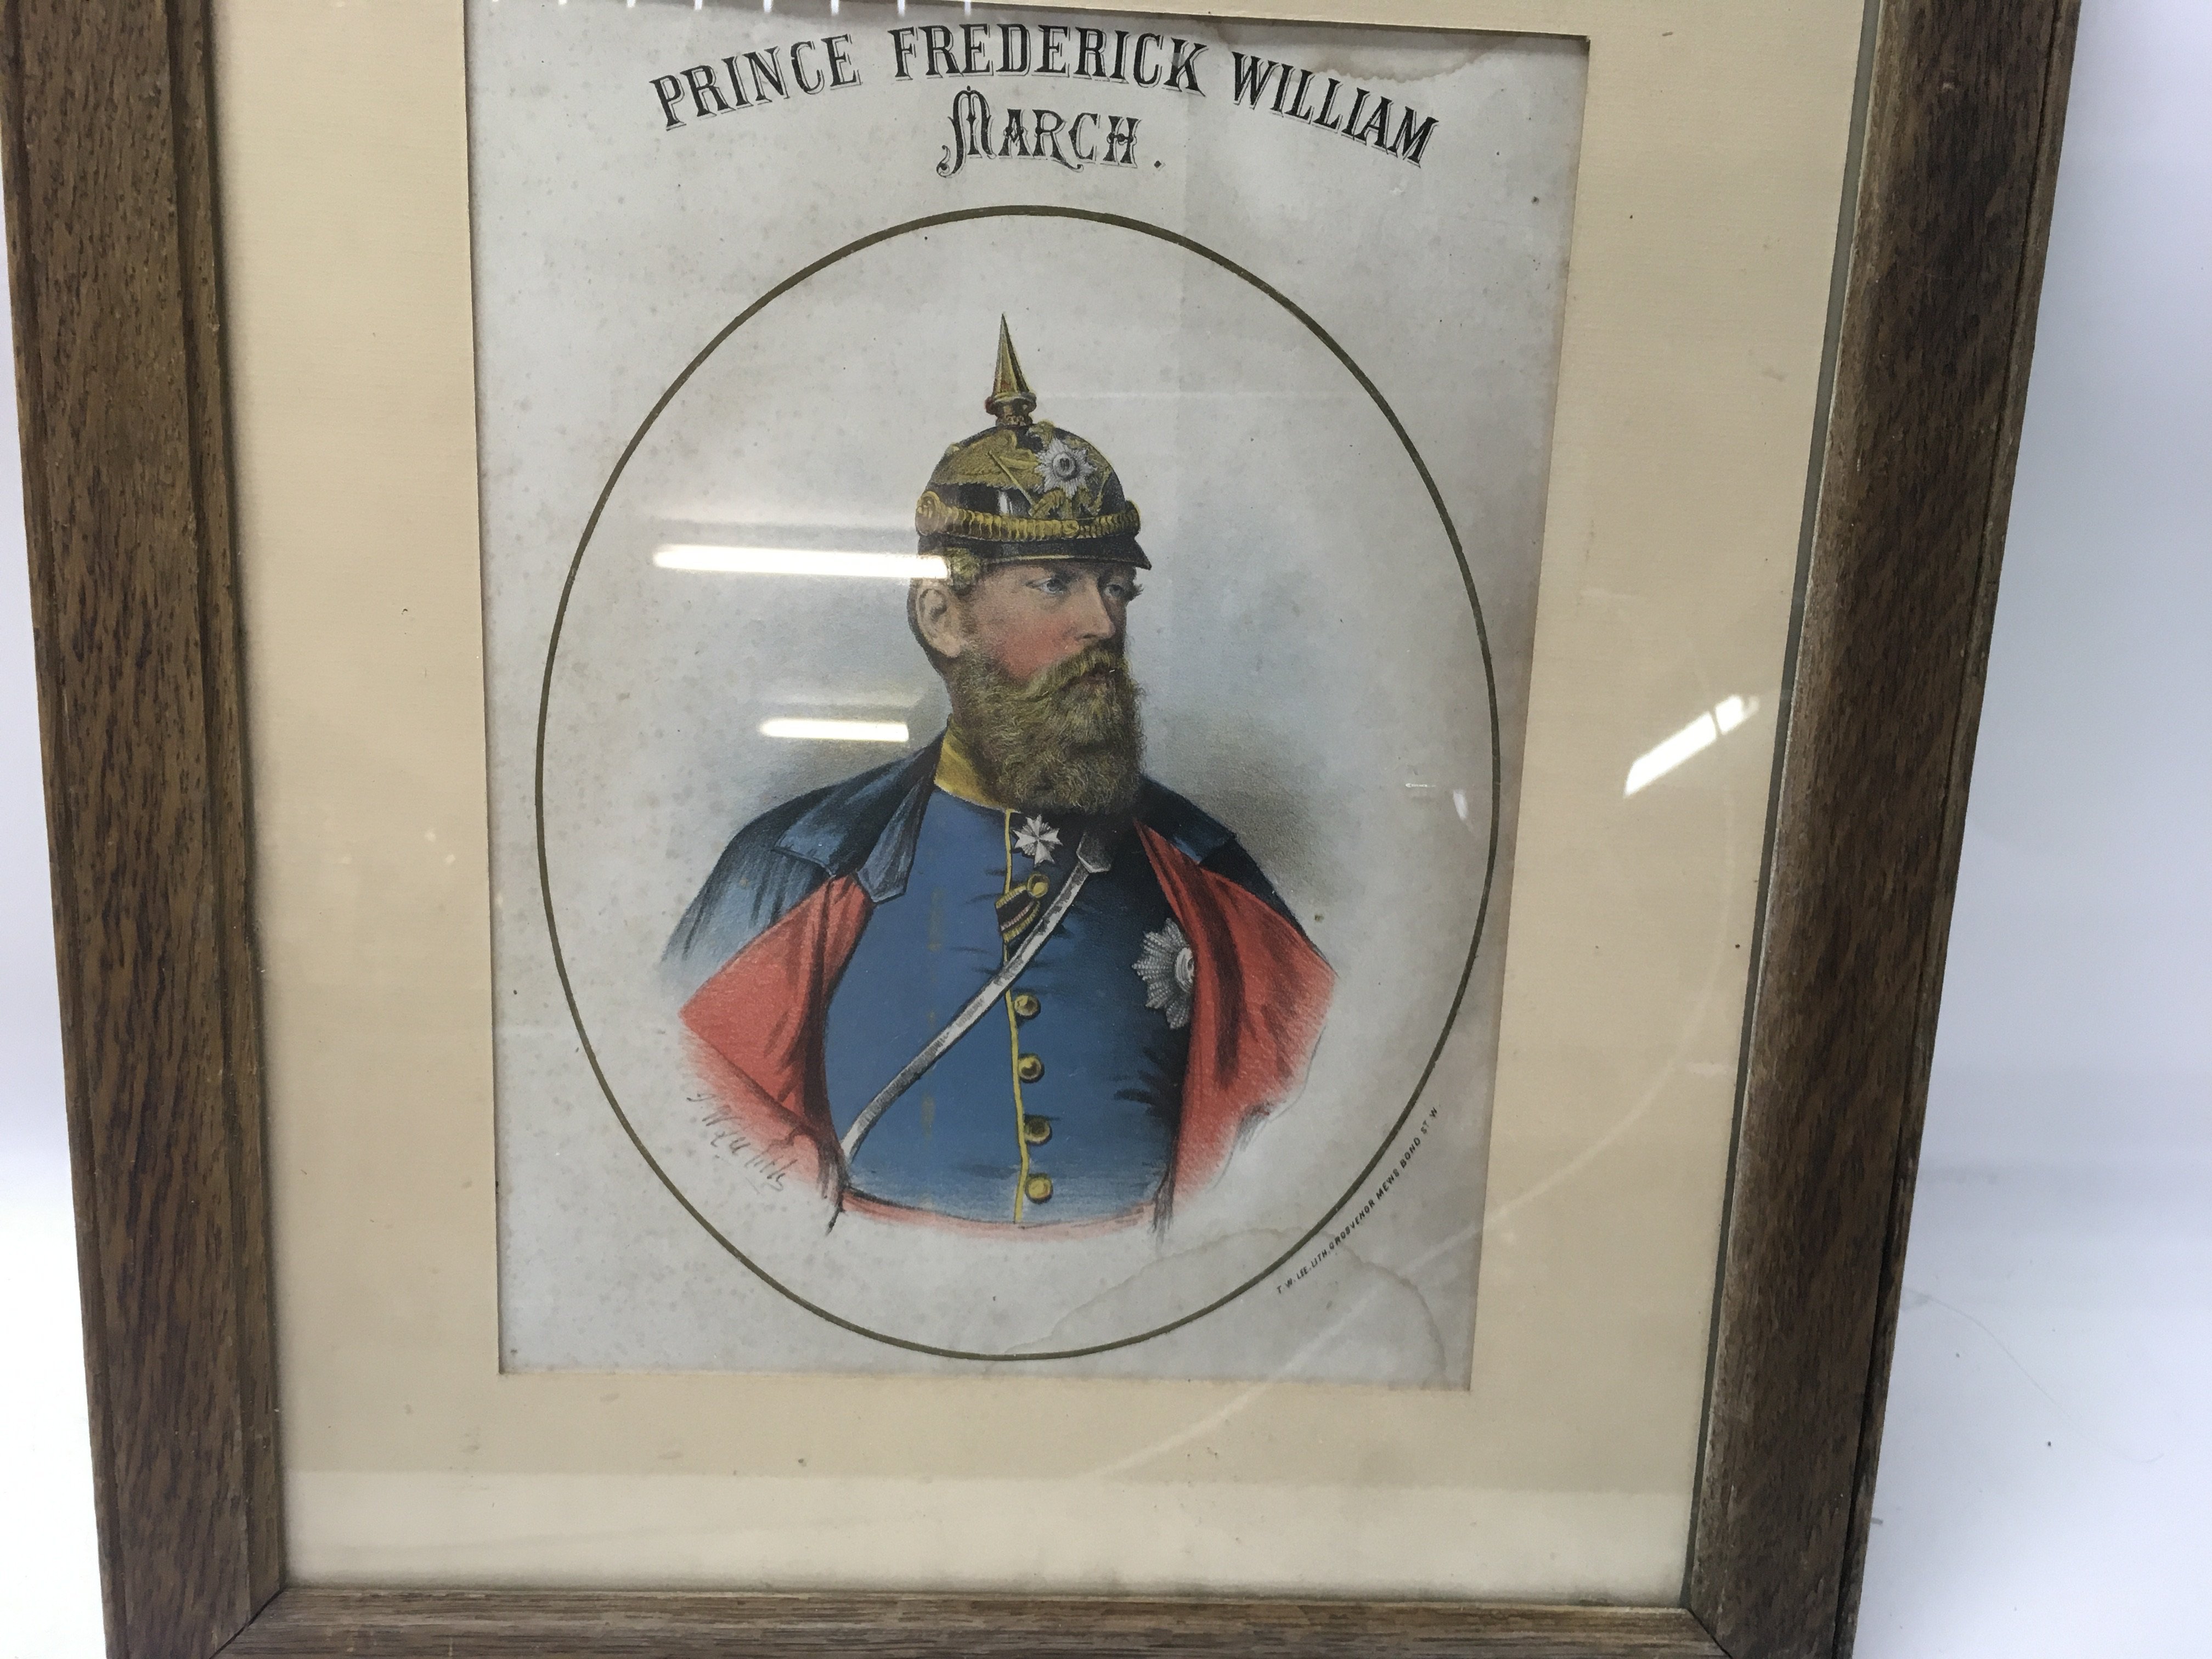 PRINCE FREDERICK WILLIAM
MARCH.
T. W. LEE. LITH. GROSVENOR MEWS BOND ST W